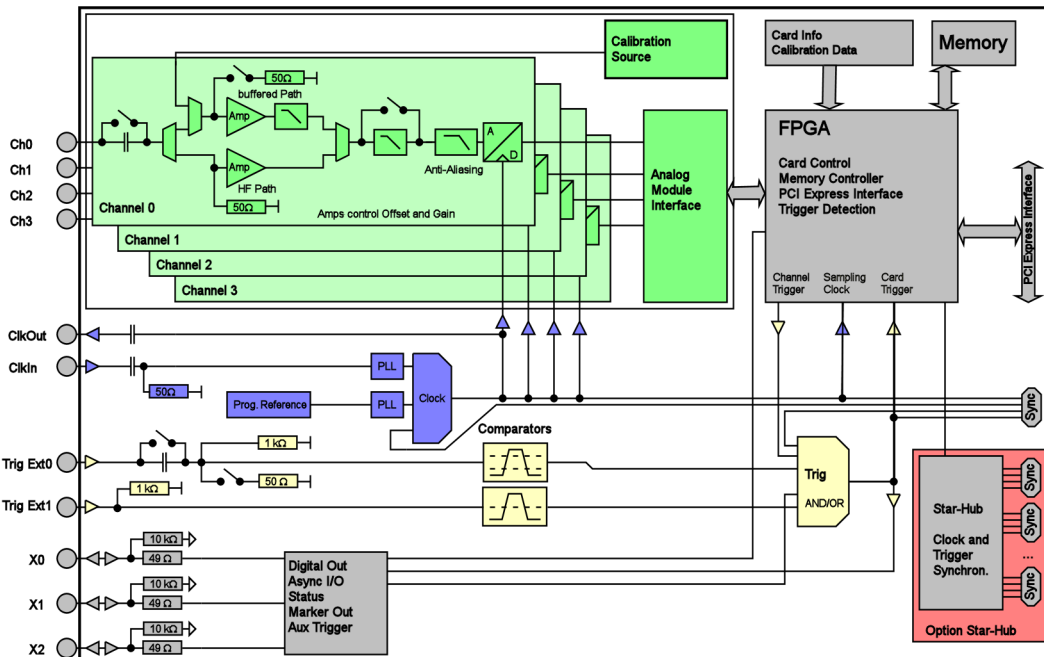 Calibration
Source
Card Info
Calibration Data
Memory
50Ω
buffered Path
Amp
Amp
HF Path
50Ω
A
D
Anti-Aliasing
Amps control Offset and Gain
Channel 0
Channel 1
Channel 2
Channel 3
Ch0
Ch1
Ch2
Ch3
Analog
Module
Interface
FPGA
Card Control
Memory Controller
PCI Express Interface
Trigger Detection
Channel
Trigger
Sampling
Clock
Card
Trigger
PCI Express Interface
ClkOut
ClkIn
50Ω
PLL
Prog. Reference
PLL
Clock
Sync
Comparators
Trig Ext0
1 kΩ
50 Ω
Trig Ext1
1 kΩ
Trig
AND/OR
X0
10 kΩ
49 Ω
X1
10 kΩ
49 Ω
X2
10 kΩ
49 Ω
Digital Out
Async I/O
Status
Marker Out
Aux Trigger
Star-Hub
Clock and
Trigger
Synchron.
Sync
Sync
...
Sync
Option Star-Hub